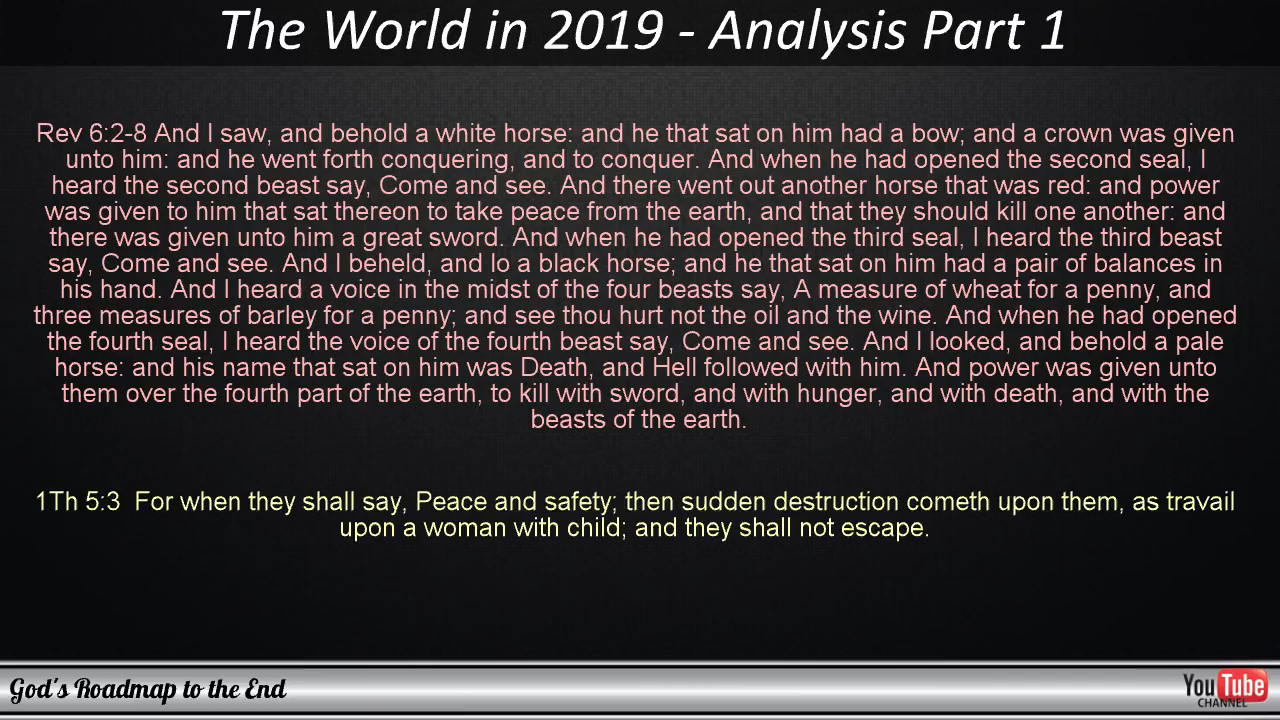 The World in 2019 - Analysis Part 1
Rev 6:2-8 And I saw, and behold a white horse: and he that sat on him had a bow; and a crown was given
unto him: and he went forth conquering, and to conquer. And when he had opened the second seal, I
heard the second beast say, Come and see. And there went out another horse that was red: and power
was given to him that sat thereon to take peace from the earth, and that they should kill one another: and
there was given unto him a great sword. And when he had opened the third seal, I heard the third beast
say, Come and see. And I beheld, and lo a black horse; and he that sat on him had a pair of balances in
his hand. And I heard a voice in the midst of the four beasts say, A measure of wheat for a penny, and
three measures of barley for a penny; and see thou hurt not the oil and the wine. And when he had opened
the fourth seal, I heard the voice of the fourth beast say, Come and see. And I looked, and behold a pale
horse: and his name that sat on him was Death, and Hell followed with him. And power was given unto
them over the fourth part of the earth, to kill with sword, and with hunger, and with death, and with the
beasts of the earth.
1Th 5:3 For when they shall say, Peace and safety; then sudden destruction cometh upon them, as travail
upon a woman with child; and they shall not escape.
God's Roadmap to the End
YouTube
CHANNEL